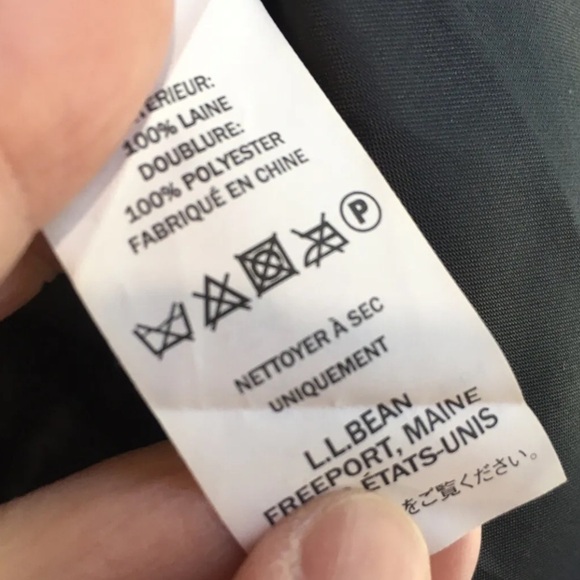 TÉRIEUR:
100% LAINE
DOUBLURE:
100% POLYESTER
FABRIQUÉ EN CHINE
P
NETTOYER À SEC
UNIQUEMENT
L.L.BEAN
FREEPORT, MAINE
ÉTATS-UNIS
をご覧ください。